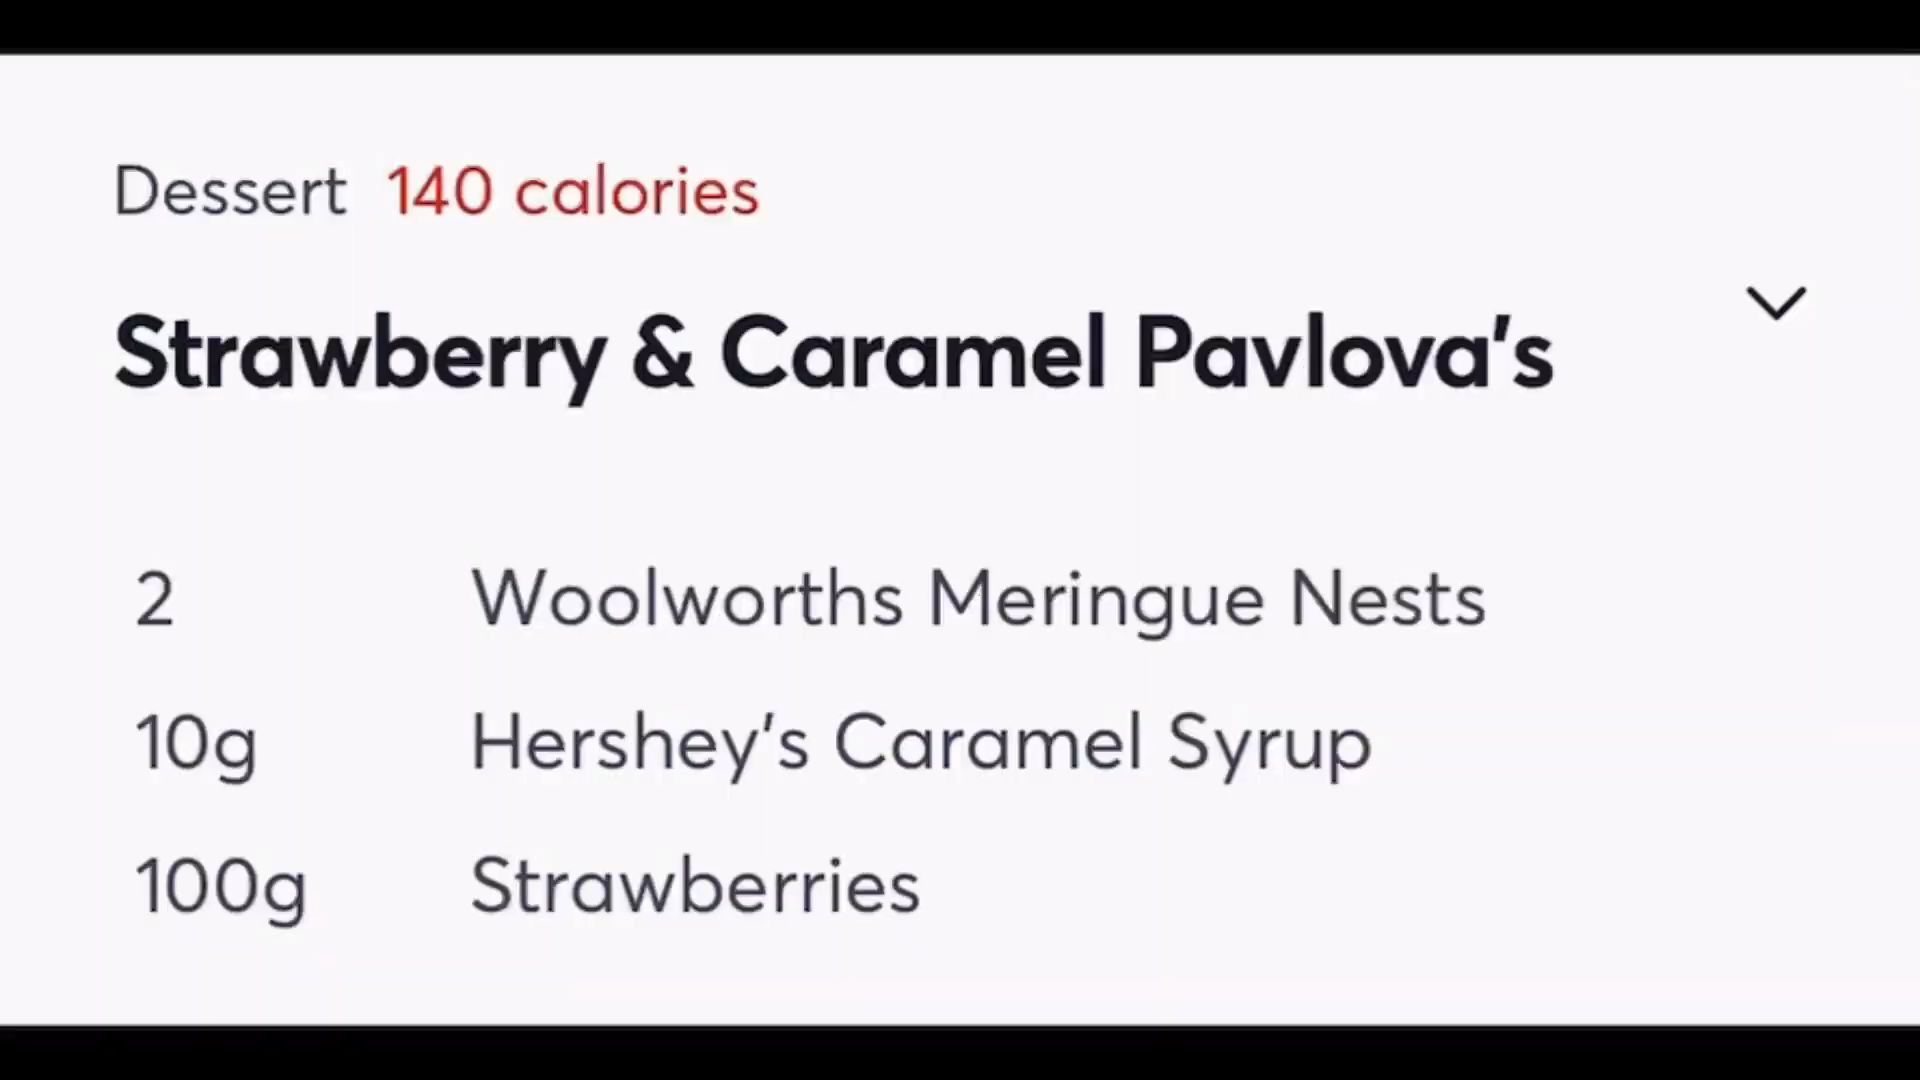 Dessert 140 calories
Strawberry & Caramel Pavlova's
2 Woolworths Meringue Nests
10g Hershey's Caramel Syrup
100g Strawberries